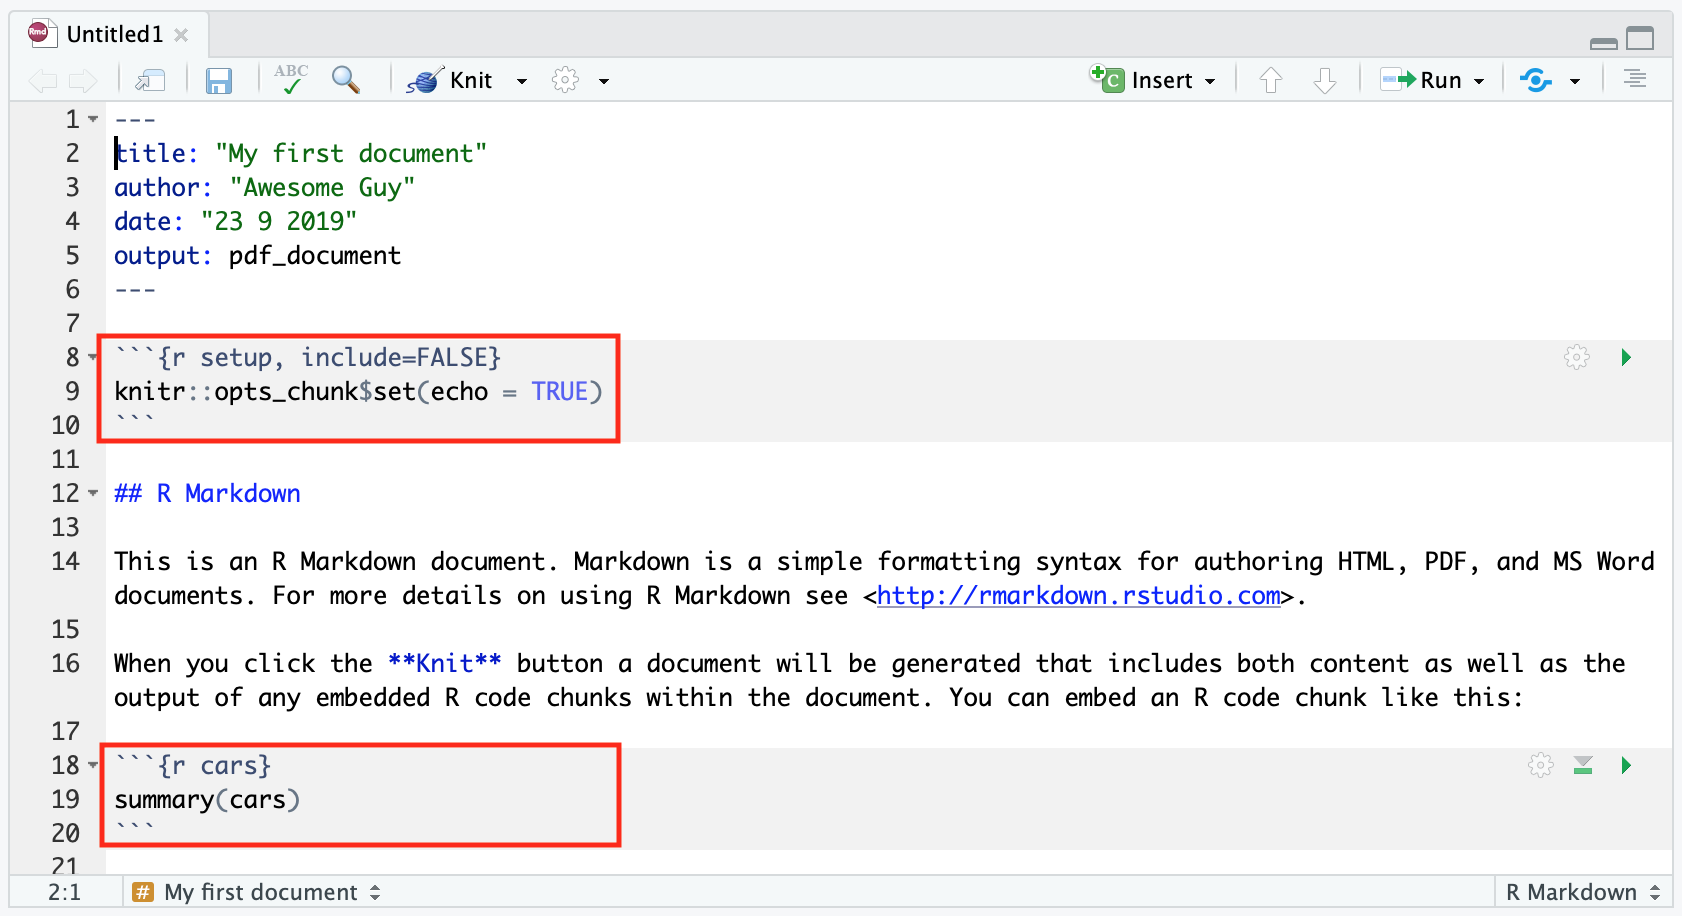 Rmd Untitled1
ABC Knit Insert Run
1 ---
2 title: "My first document"
3 author: "Awesome Guy"
4 date: "23 9 2019"
5 output: pdf_document
6 ---
7
8 ```{r setup, include=FALSE}
9 knitr::opts_chunk$set(echo = TRUE)
10 ```
11
12 ## R Markdown
13
14 This is an R Markdown document. Markdown is a simple formatting syntax for authoring HTML, PDF, and MS Word
documents. For more details on using R Markdown see <http://rmarkdown.rstudio.com>.
15
16 When you click the **Knit** button a document will be generated that includes both content as well as the
output of any embedded R code chunks within the document. You can embed an R code chunk like this:
17
18 ```{r cars}
19 summary(cars)
20 ```
21
2:1 # My first document R Markdown